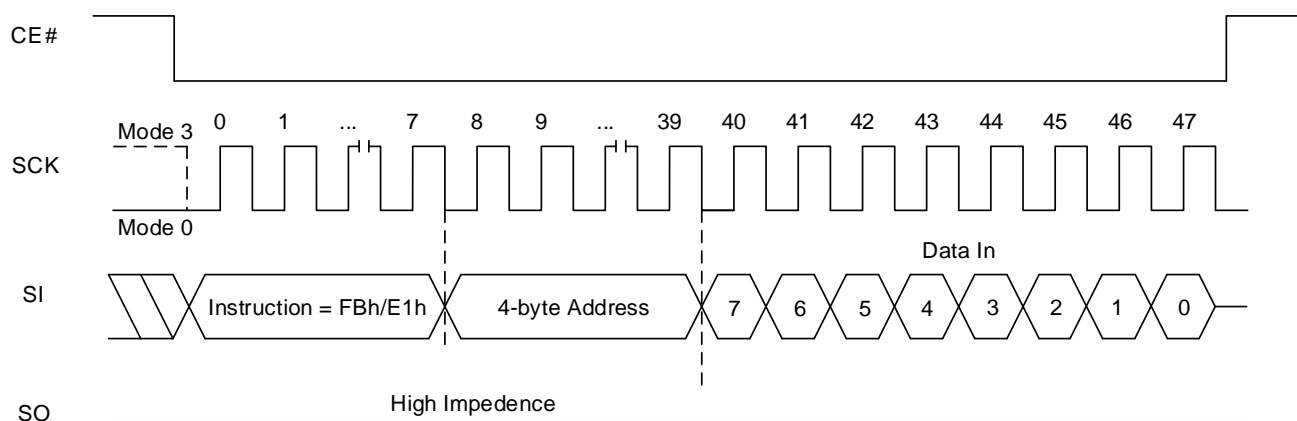 CE#
0 1 ... 7 8 9 ... 39 40 41 42 43 44 45 46 47
Mode 3
SCK
Mode 0
Data In
SI Instruction = FBh/E1h 4-byte Address 7 6 5 4 3 2 1 0
High Impedence
SO